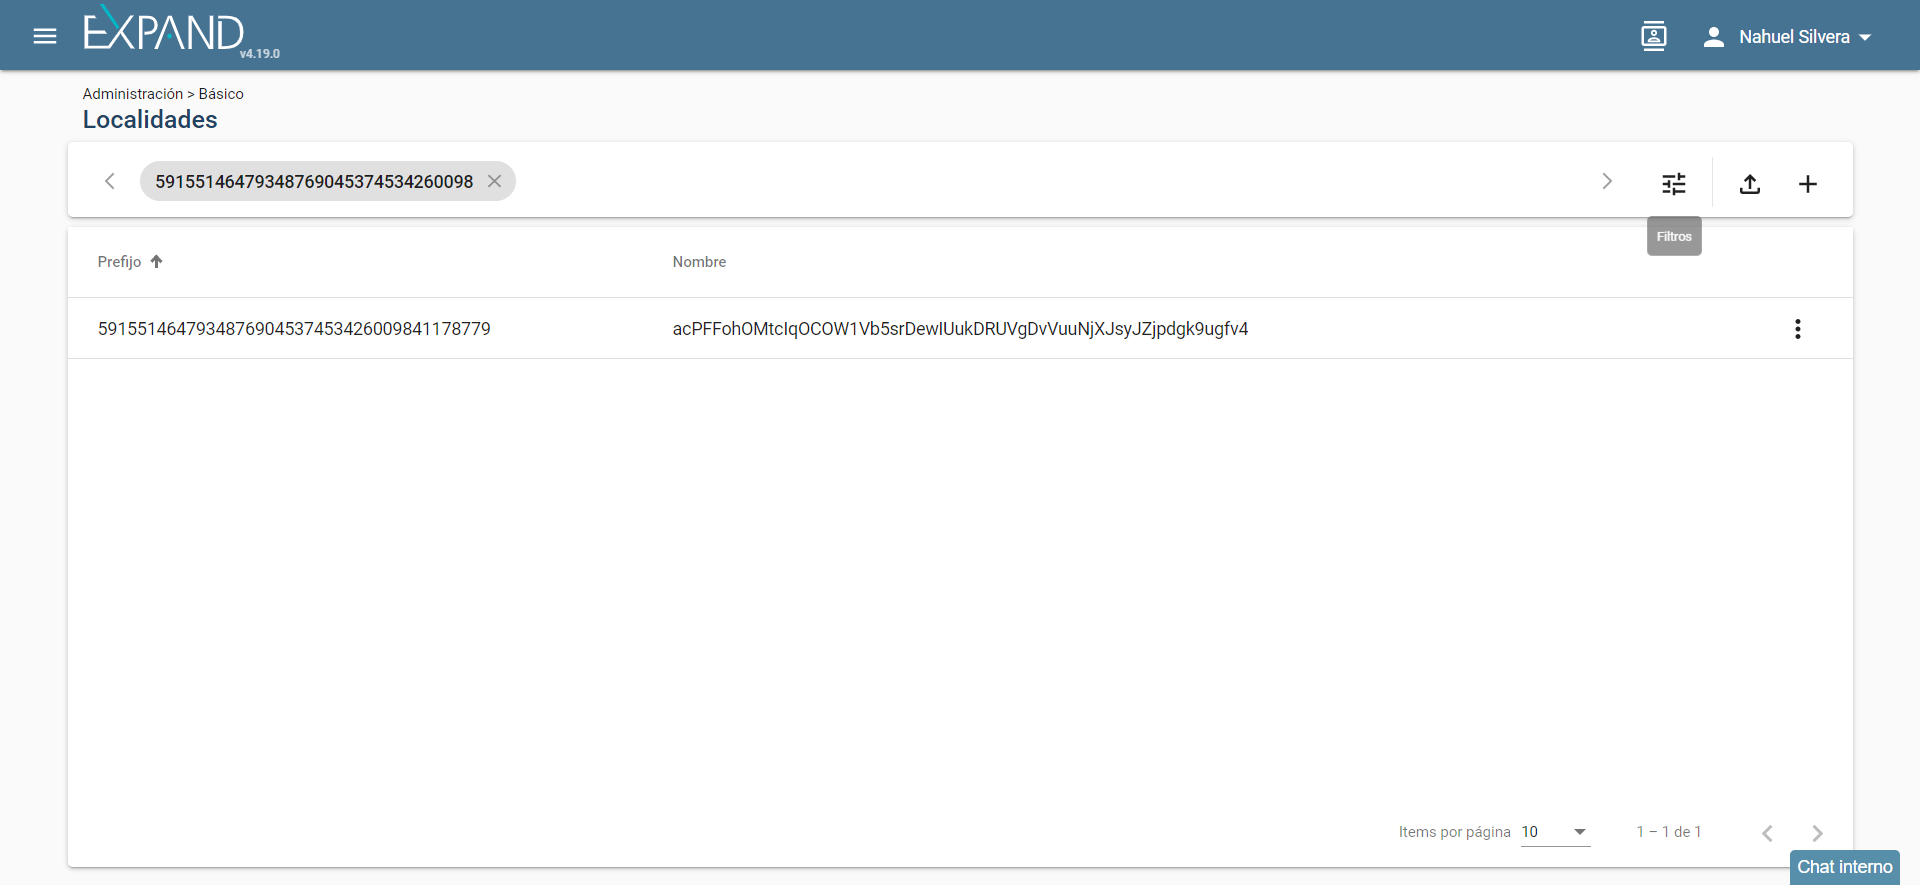 EXPAND
v4.19.0
Nahuel Silvera
Administración > Básico
Localidades
59155146479348769045374534260098
Filtros
Prefijo
Nombre
5915514647934876904537453426009841178779
acPFFohOMtcIqOCOW1Vb5srDewIUukDRUVgDvVuuNjXJsyJZjpdgk9ugfv4
Items por página 10
1 – 1 de 1
Chat interno